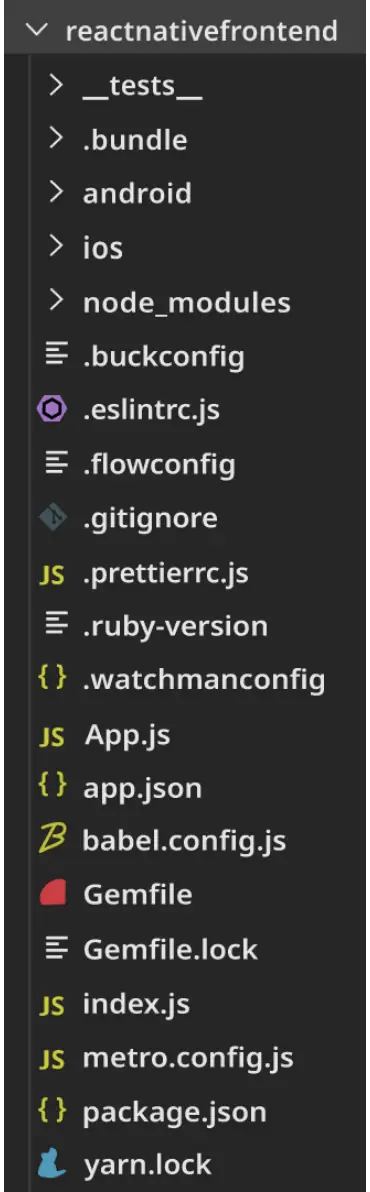 reactnativefrontend
__tests__
.bundle
android
ios
node_modules
.buckconfig
.eslintrc.js
.flowconfig
.gitignore
JS .prettierrc.js
.ruby-version
{ } .watchmanconfig
JS App.js
{ } app.json
B babel.config.js
Gemfile
Gemfile.lock
JS index.js
JS metro.config.js
{ } package.json
yarn.lock